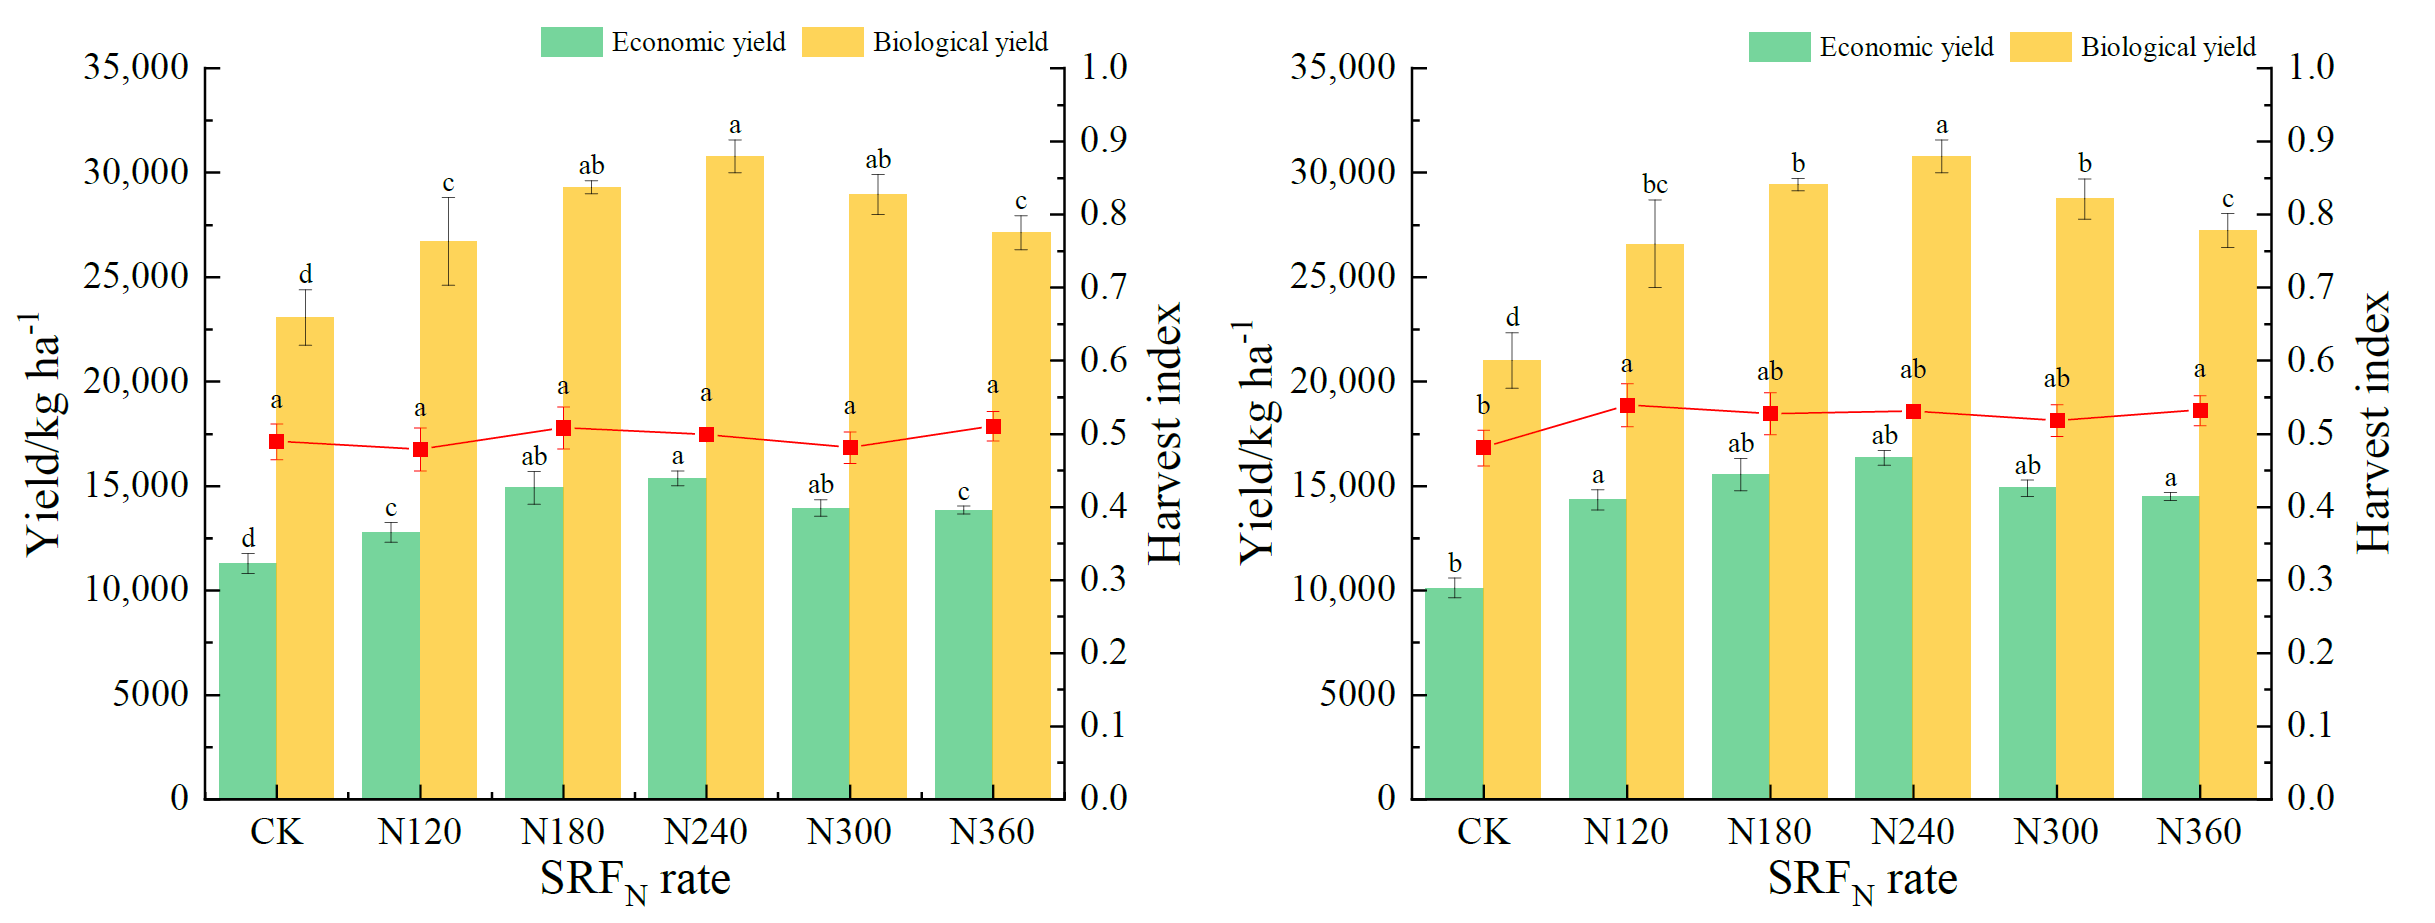 Economic yield Biological yield
35,000
30,000
25,000
20,000
15,000
10,000
5000
0
Yield/kg ha⁻¹
1.0
0.9
0.8
0.7
0.6
0.5
0.4
0.3
0.2
0.1
0.0
Harvest index
d c ab a ab c
a a a a a a
d c ab a ab c
CK N120 N180 N240 N300 N360
SRF_N rate
Economic yield Biological yield
35,000
30,000
25,000
20,000
15,000
10,000
5000
0
Yield/kg ha⁻¹
1.0
0.9
0.8
0.7
0.6
0.5
0.4
0.3
0.2
0.1
0.0
Harvest index
d bc b a b c
b a ab ab ab a
b a ab ab ab a
CK N120 N180 N240 N300 N360
SRF_N rate